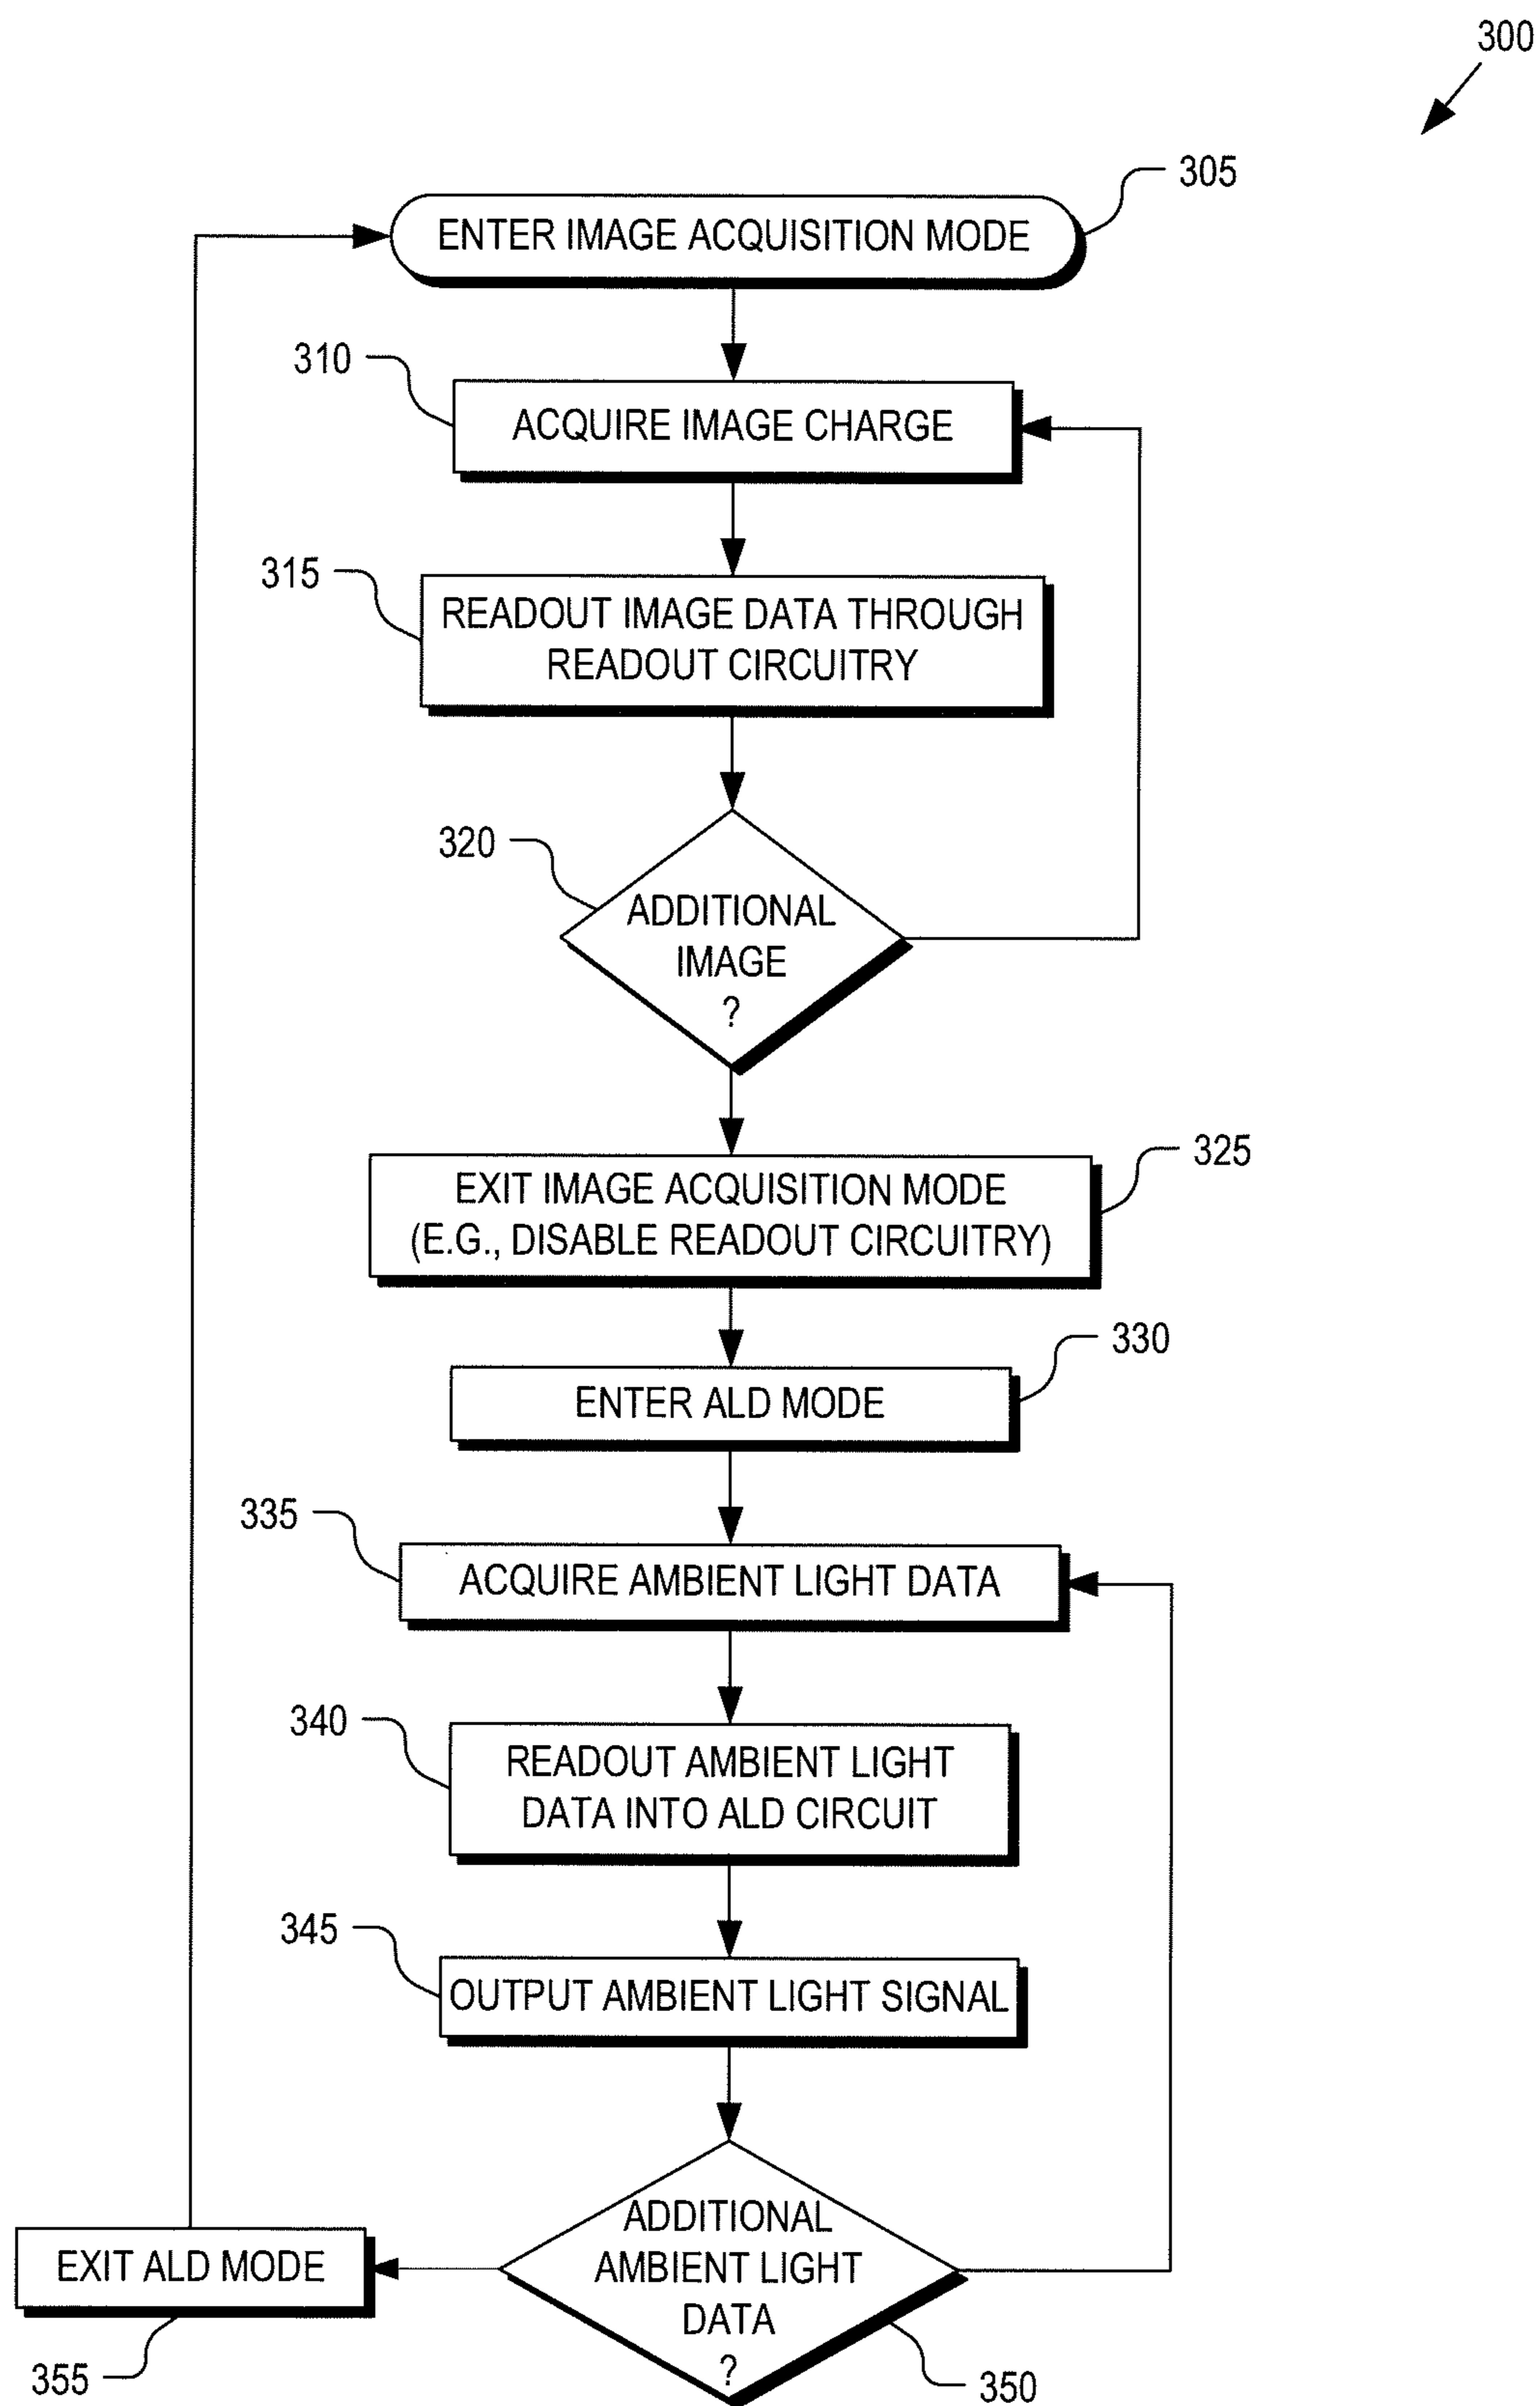 300
305
ENTER IMAGE ACQUISITION MODE
310
ACQUIRE IMAGE CHARGE
315
READOUT IMAGE DATA THROUGH
READOUT CIRCUITRY
320
ADDITIONAL
IMAGE
?
325
EXIT IMAGE ACQUISITION MODE
(E.G., DISABLE READOUT CIRCUITRY)
330
ENTER ALD MODE
335
ACQUIRE AMBIENT LIGHT DATA
340
READOUT AMBIENT LIGHT
DATA INTO ALD CIRCUIT
345
OUTPUT AMBIENT LIGHT SIGNAL
ADDITIONAL
AMBIENT LIGHT
DATA
?
350
EXIT ALD MODE
355